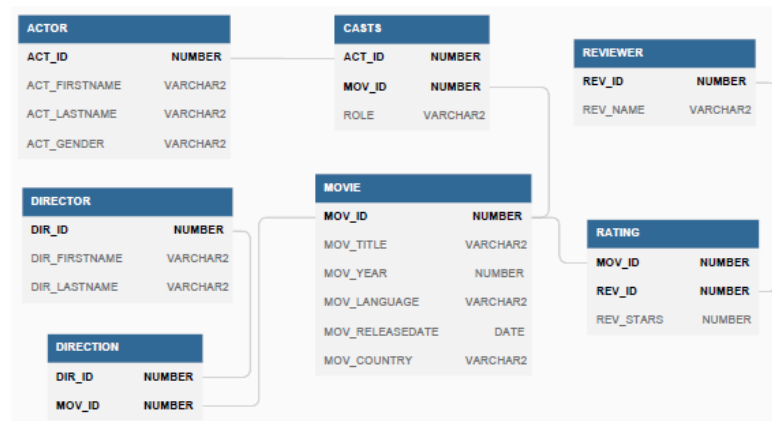 ACTOR
ACT_ID NUMBER
ACT_FIRSTNAME VARCHAR2
ACT_LASTNAME VARCHAR2
ACT_GENDER VARCHAR2
CASTS
ACT_ID NUMBER
MOV_ID NUMBER
ROLE VARCHAR2
REVIEWER
REV_ID NUMBER
REV_NAME VARCHAR2
DIRECTOR
DIR_ID NUMBER
DIR_FIRSTNAME VARCHAR2
DIR_LASTNAME VARCHAR2
MOVIE
MOV_ID NUMBER
MOV_TITLE VARCHAR2
MOV_YEAR NUMBER
MOV_LANGUAGE VARCHAR2
MOV_RELEASEDATE DATE
MOV_COUNTRY VARCHAR2
RATING
MOV_ID NUMBER
REV_ID NUMBER
REV_STARS NUMBER
DIRECTION
DIR_ID NUMBER
MOV_ID NUMBER